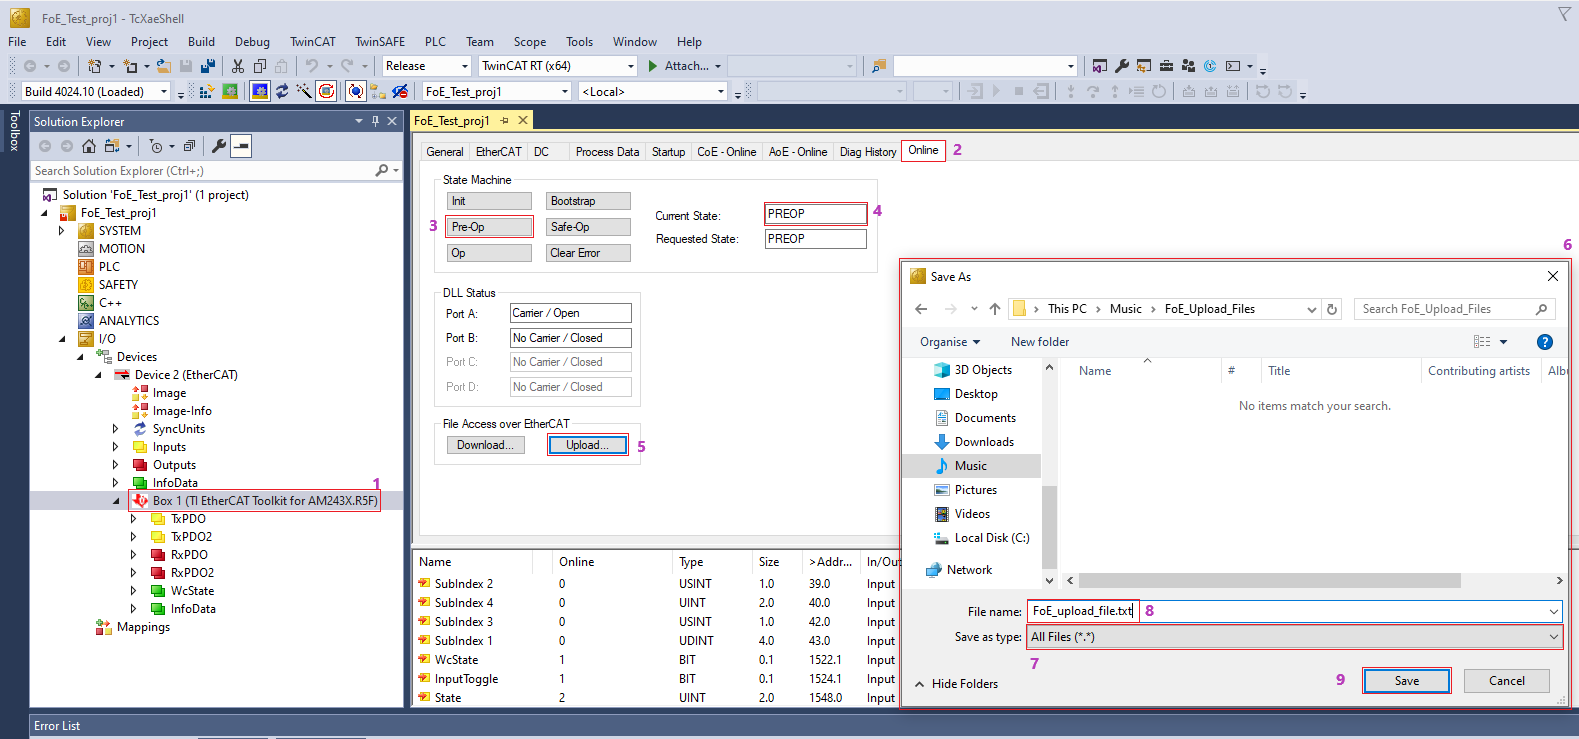 FoE_Test_proj1 - TcXaeShell
File Edit View Project Build Debug TwinCAT TwinSAFE PLC Team Scope Tools Window Help
Release TwinCAT RT (x64) Attach...
Build 4024.10 (Loaded) FoE_Test_proj1 <Local>
Toolbox
Solution Explorer
Search Solution Explorer (Ctrl+;)
Solution 'FoE_Test_proj1' (1 project)
FoE_Test_proj1
SYSTEM
MOTION
PLC
SAFETY
C++
ANALYTICS
I/O
Devices
Device 2 (EtherCAT)
Image
Image-Info
SyncUnits
Inputs
Outputs
InfoData
1
Box 1 (TI EtherCAT Toolkit for AM243X.R5F)
TxPDO
TxPDO2
RxPDO
RxPDO2
WcState
InfoData
Mappings
FoE_Test_proj1
General EtherCAT DC Process Data Startup CoE - Online AoE - Online Diag History Online 2
State Machine
Init Bootstrap
3 Pre-Op Safe-Op
Op Clear Error
Current State: PREOP 4
Requested State: PREOP
DLL Status
Port A: Carrier / Open
Port B: No Carrier / Closed
Port C: No Carrier / Closed
Port D: No Carrier / Closed
File Access over EtherCAT
Download... Upload... 5
Name Online Type Size >Addr... In/Out
SubIndex 2 0 USINT 1.0 39.0 Input
SubIndex 4 0 UINT 2.0 40.0 Input
SubIndex 3 0 USINT 1.0 42.0 Input
SubIndex 1 0 UDINT 4.0 43.0 Input
WcState 1 BIT 0.1 1522.1 Input
InputToggle 1 BIT 0.1 1524.1 Input
State 2 UINT 2.0 1548.0 Input
6
Save As
This PC Music FoE_Upload_Files Search FoE_Upload_Files
Organise New folder
Name # Title Contributing artists Albu
No items match your search.
3D Objects
Desktop
Documents
Downloads
Music
Pictures
Videos
Local Disk (C:)
Network
File name: FoE_upload_file.txt 8
Save as type: All Files (*.*)
7
Hide Folders 9 Save Cancel
Error List